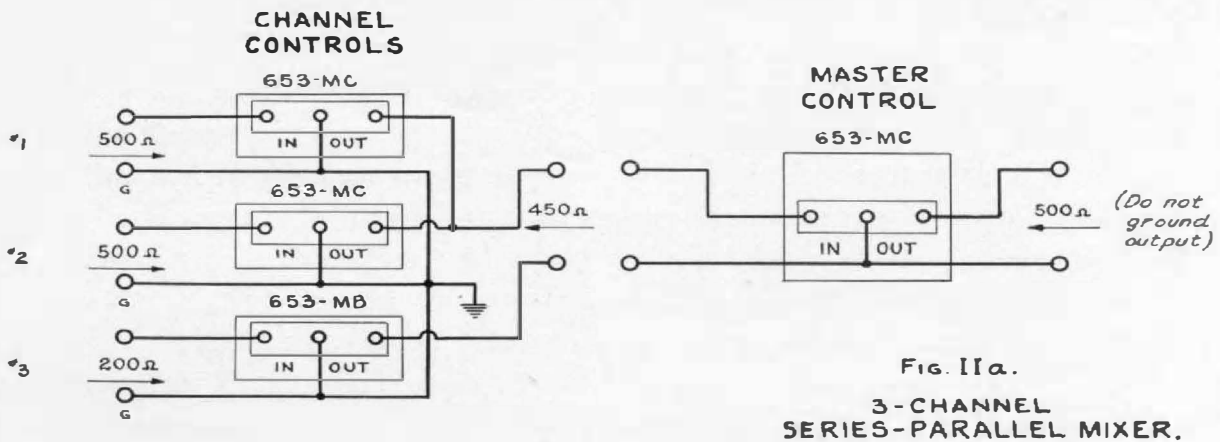 CHANNEL
CONTROLS
653-MC
#1
500Ω
IN OUT
G
653-MC
#2
500Ω
IN OUT
G
653-MB
#3
200Ω
IN OUT
G
450Ω
MASTER
CONTROL
653-MC
IN OUT
500Ω
(Do not
ground
output)
FIG. IIa.
3-CHANNEL
SERIES-PARALLEL MIXER.